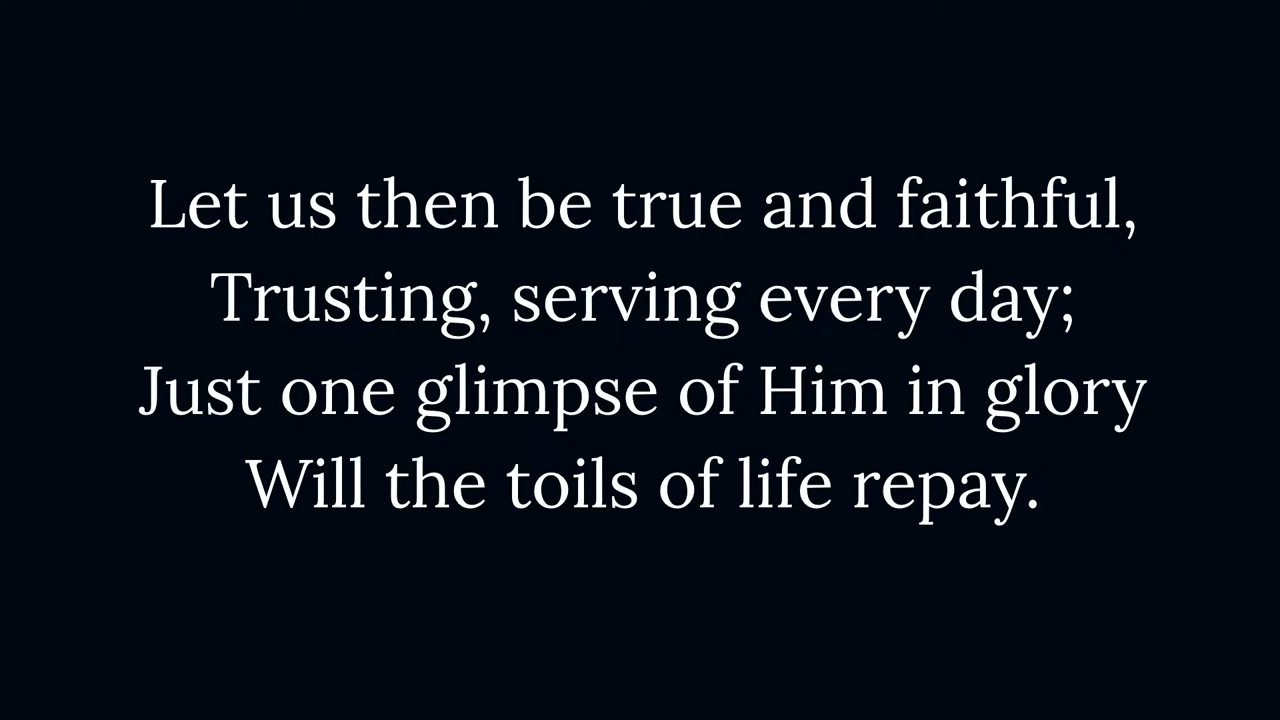 Let us then be true and faithful,
Trusting, serving every day;
Just one glimpse of Him in glory
Will the toils of life repay.